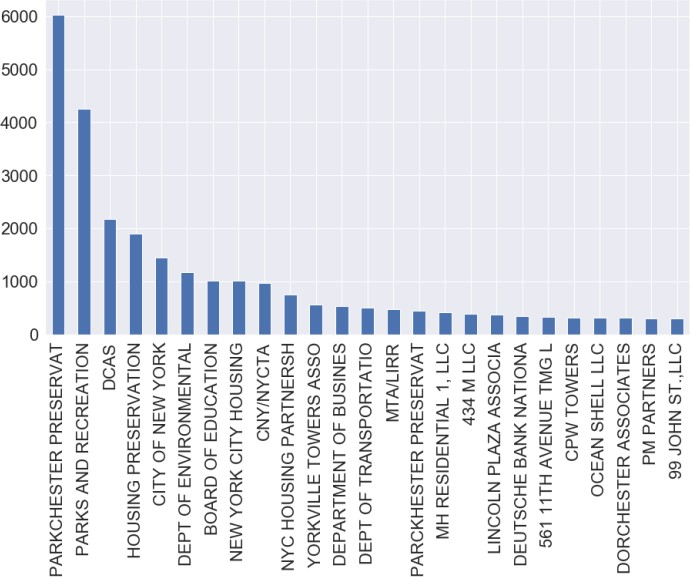 6000
5000
4000
3000
2000
1000
0
PARKCHESTER PRESERVAT
PARKS AND RECREATION
DCAS
HOUSING PRESERVATION
CITY OF NEW YORK
DEPT OF ENVIRONMENTAL
BOARD OF EDUCATION
NEW YORK CITY HOUSING
CNY/NYCTA
NYC HOUSING PARTNERSH
YORKVILLE TOWERS ASSO
DEPARTMENT OF BUSINES
DEPT OF TRANSPORTATIO
MTA/LIRR
PARCKHESTER PRESERVAT
MH RESIDENTIAL 1, LLC
434 M LLC
LINCOLN PLAZA ASSOCIA
DEUTSCHE BANK NATIONA
561 11TH AVENUE TMG L
CPW TOWERS
OCEAN SHELL LLC
DORCHESTER ASSOCIATES
PM PARTNERS
99 JOHN ST.,LLC